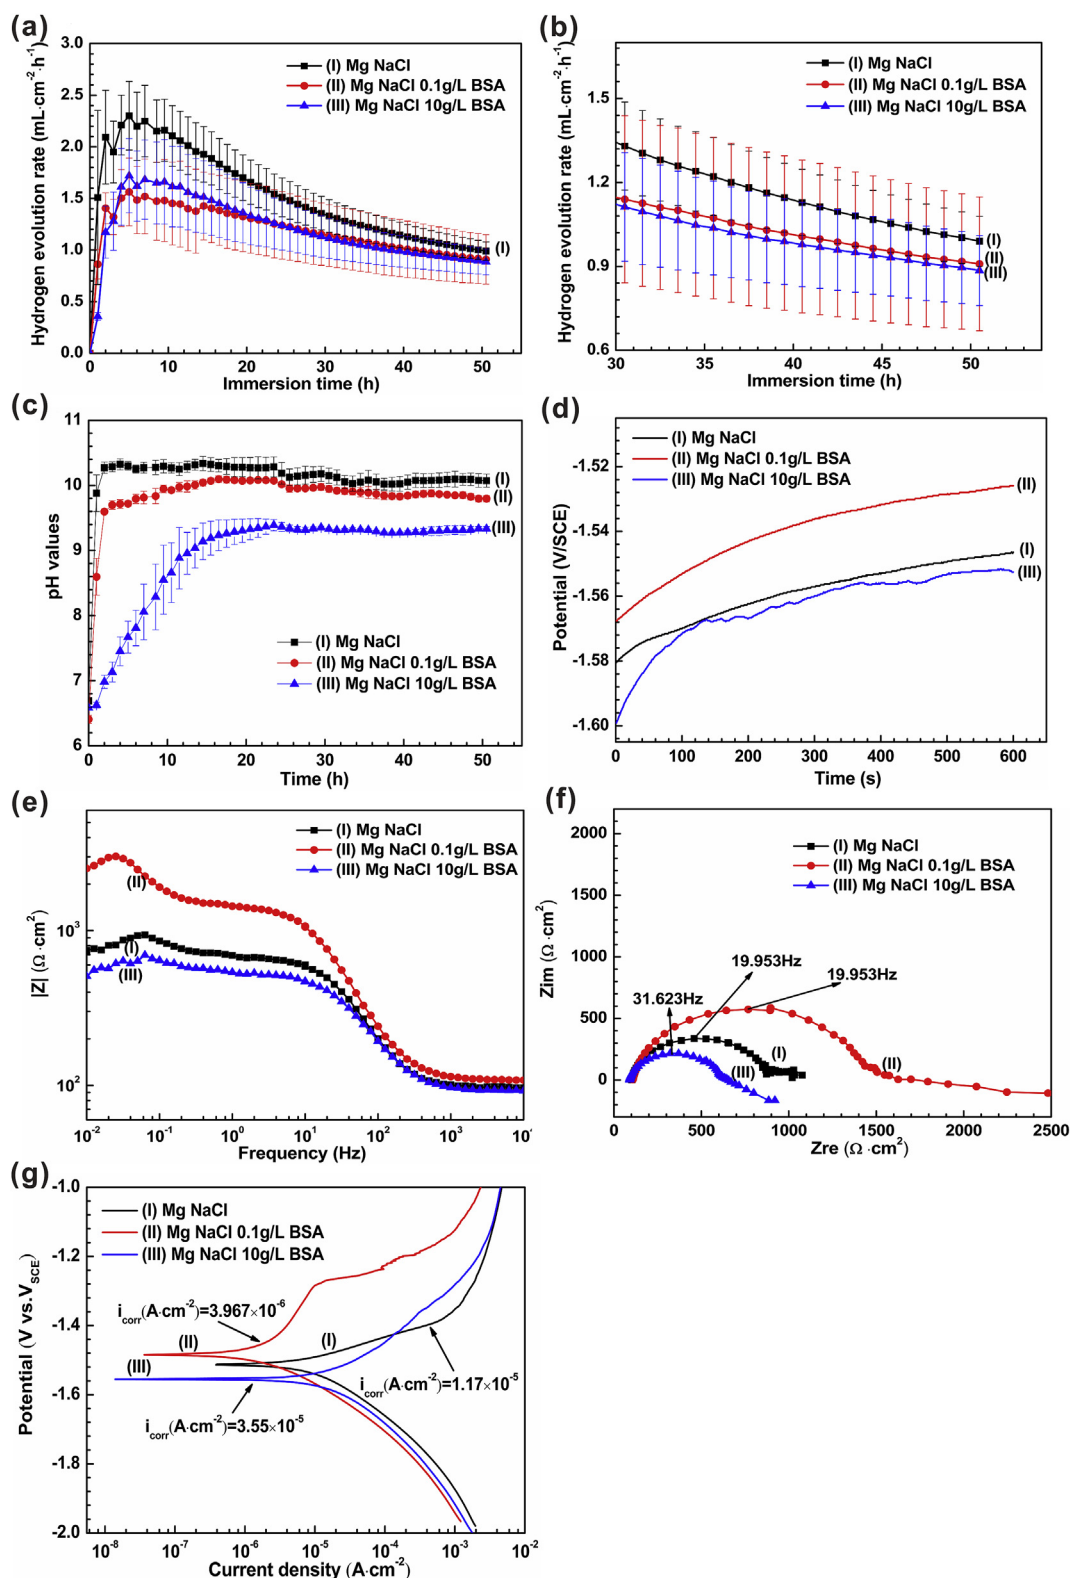 (a)
3.0
2.5
2.0
1.5
1.0
0.5
0.0
Hydrogen evolution rate (mL·cm⁻²·h⁻¹)
(I) Mg NaCl
(II) Mg NaCl 0.1g/L BSA
(III) Mg NaCl 10g/L BSA
(I)
0 10 20 30 40 50
Immersion time (h)
(b)
1.5
1.2
0.9
0.6
Hydrogen evolution rate (mL·cm⁻²·h⁻¹)
(I) Mg NaCl
(II) Mg NaCl 0.1g/L BSA
(III) Mg NaCl 10g/L BSA
(I)
(II)
(III)
30 35 40 45 50
Immersion time (h)
(c)
11
10
9
8
7
6
pH values
(I)
(II)
(III)
(I) Mg NaCl
(II) Mg NaCl 0.1g/L BSA
(III) Mg NaCl 10g/L BSA
0 10 20 30 40 50
Time (h)
(d)
-1.52
-1.54
-1.56
-1.58
-1.60
Potential (V/SCE)
(I) Mg NaCl
(II) Mg NaCl 0.1g/L BSA
(III) Mg NaCl 10g/L BSA
(II)
(I)
(III)
0 100 200 300 400 500 600
Time (s)
(e)
10³
10²
|Z| (Ω·cm²)
(I) Mg NaCl
(II) Mg NaCl 0.1g/L BSA
(III) Mg NaCl 10g/L BSA
(II)
(I)
(III)
10⁻² 10⁻¹ 10⁰ 10¹ 10² 10³ 10
Frequency (Hz)
(f)
2000
1500
1000
500
0
Zim (Ω·cm²)
(I) Mg NaCl
(II) Mg NaCl 0.1g/L BSA
(III) Mg NaCl 10g/L BSA
19.953Hz
19.953Hz
31.623Hz
(I)
(II)
(III)
0 500 1000 1500 2000 2500
Zre (Ω·cm²)
(g)
-1.0
-1.2
-1.4
-1.6
-1.8
-2.0
Potential (V vs.V_SCE)
(I) Mg NaCl
(II) Mg NaCl 0.1g/L BSA
(III) Mg NaCl 10g/L BSA
i_corr(A·cm⁻²)=3.967×10⁻⁶
(II)
(I)
(III)
i_corr(A·cm⁻²)=1.17×10⁻⁵
i_corr(A·cm⁻²)=3.55×10⁻⁵
10⁻⁸ 10⁻⁷ 10⁻⁶ 10⁻⁵ 10⁻⁴ 10⁻³ 10⁻²
Current density (A·cm⁻²)